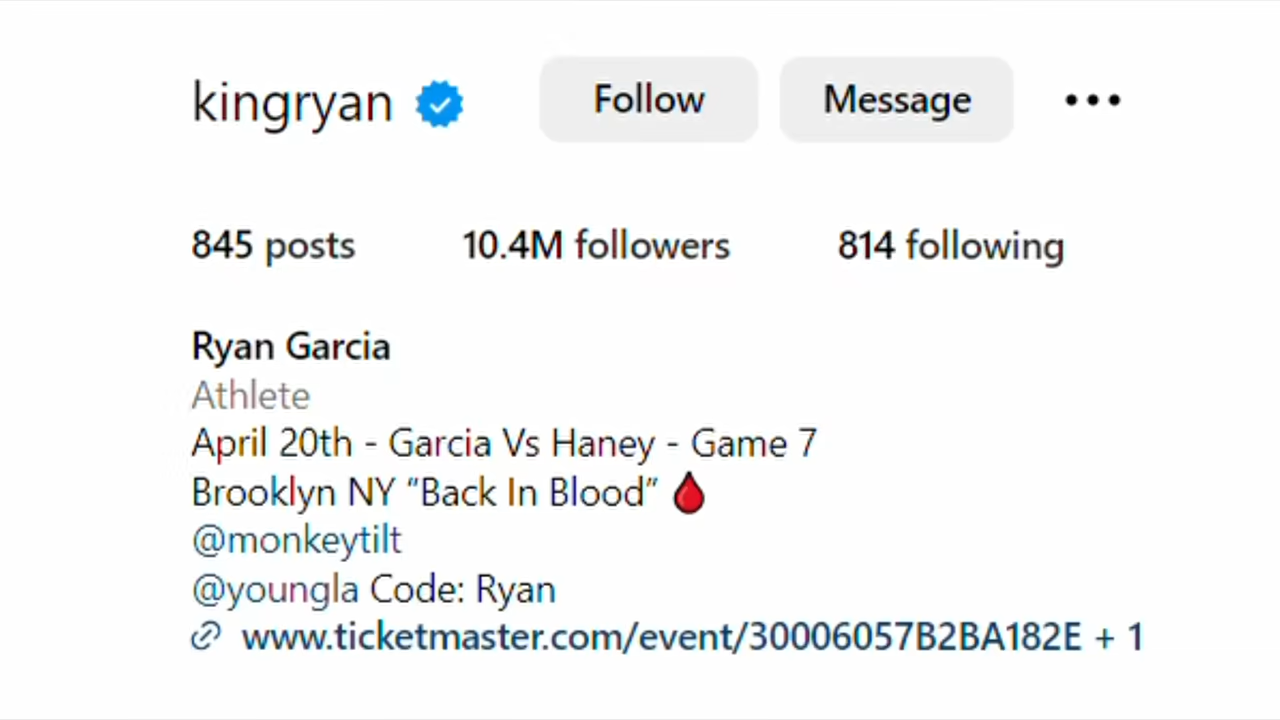 kingryan Follow Message
845 posts 10.4M followers 814 following
Ryan Garcia
Athlete
April 20th - Garcia Vs Haney - Game 7
Brooklyn NY “Back In Blood” 🩸
@monkeytilt
@youngla Code: Ryan
www.ticketmaster.com/event/30006057B2BA182E + 1